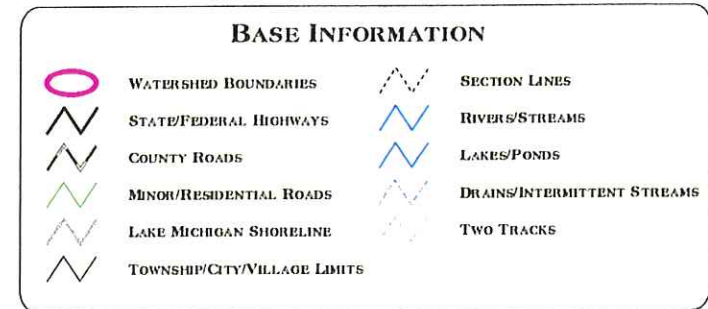 BASE INFORMATION
WATERSHED BOUNDARIES
STATE/FEDERAL HIGHWAYS
COUNTY ROADS
MINOR/RESIDENTIAL ROADS
LAKE MICHIGAN SHORELINE
TOWNSHIP/CITY/VILLAGE LIMITS
SECTION LINES
RIVERS/STREAMS
LAKES/PONDS
DRAINS/INTERMITTENT STREAMS
TWO TRACKS